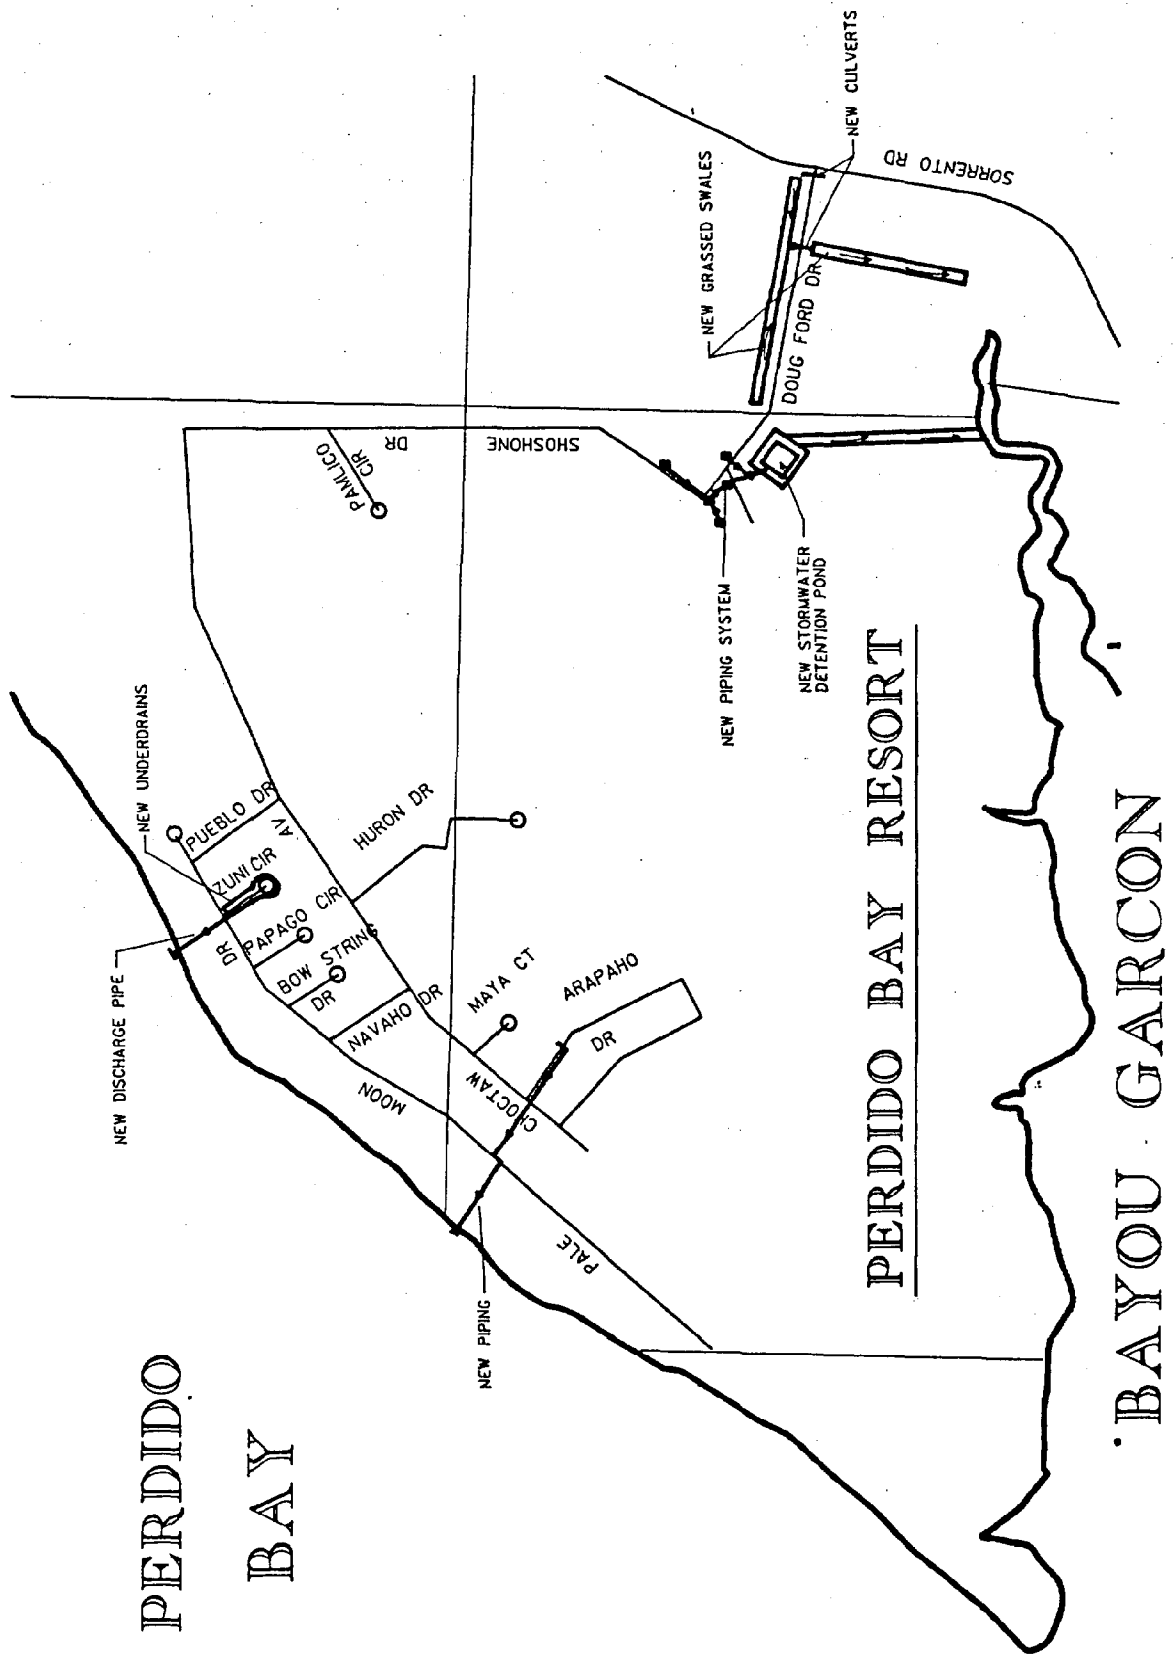 PERDIDO
BAY
NEW DISCHARGE PIPE
NEW UNDERDRAINS
PUEBLO DR
ZUNI CIR
PAPAGO CIR
BOW STRING
DR
NAVAHO DR
DR
MOON
PALE
AV
CHOCTAW
HURON DR
MAYA CT
ARAPAHO
DR
PAMLICO
CIR
SHOSHONE
DR
NEW PIPING
NEW PIPING SYSTEM
NEW STORMWATER
DETENTION POND
NEW GRASSED SWALES
NEW CULVERTS
DOUG FORD DR
SORRENTO RD
PERDIDO BAY RESORT
BAYOU GARCON